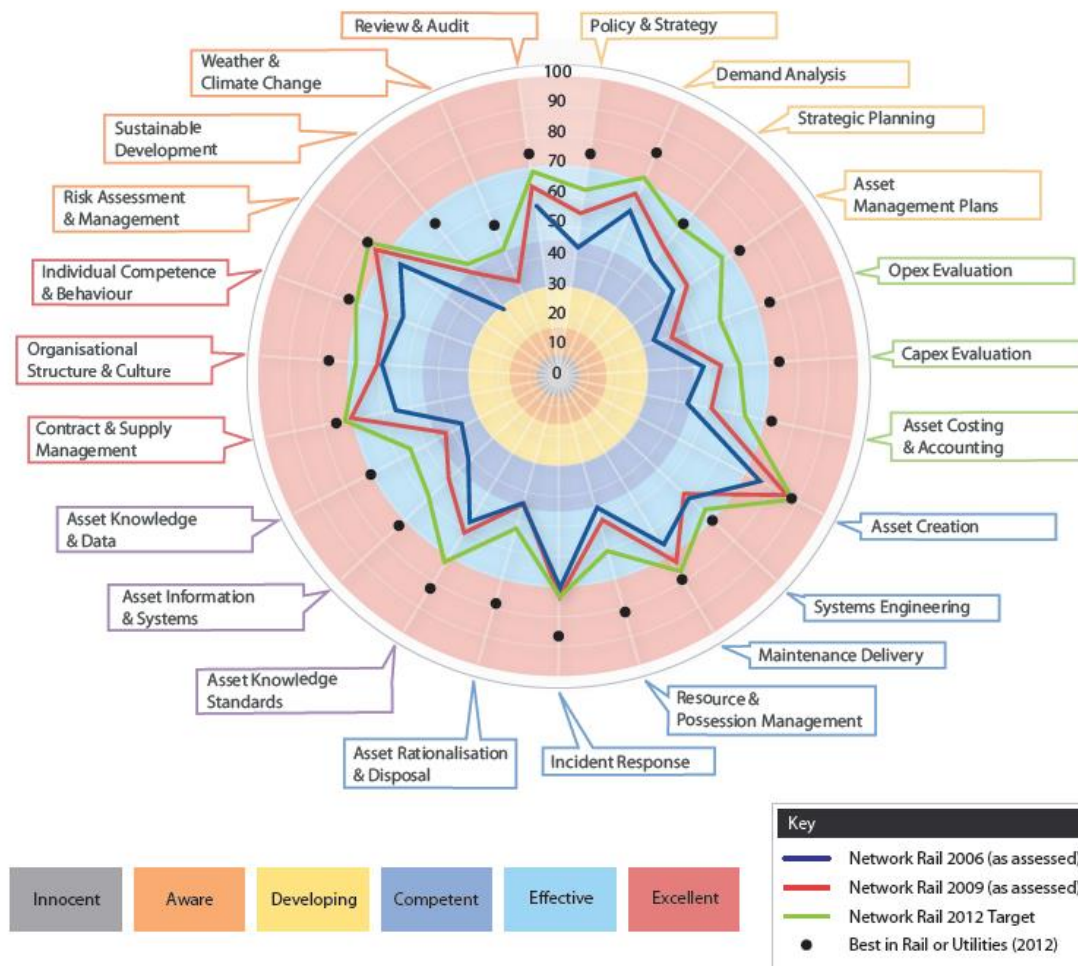 Review & Audit
Policy & Strategy
Weather &
Climate Change
Demand Analysis
Sustainable
Development
Strategic Planning
Risk Assessment
& Management
Asset
Management Plans
Individual Competence
& Behaviour
Opex Evaluation
Organisational
Structure & Culture
Capex Evaluation
Contract & Supply
Management
Asset Costing
& Accounting
Asset Knowledge
& Data
Asset Creation
Asset Information
& Systems
Systems Engineering
Asset Knowledge
Standards
Maintenance Delivery
Resource &
Possession Management
Asset Rationalisation
& Disposal
Incident Response
100
90
80
70
60
50
40
30
20
10
0
Innocent
Aware
Developing
Competent
Effective
Excellent
Key
Network Rail 2006 (as assessed)
Network Rail 2009 (as assessed)
Network Rail 2012 Target
Best in Rail or Utilities (2012)